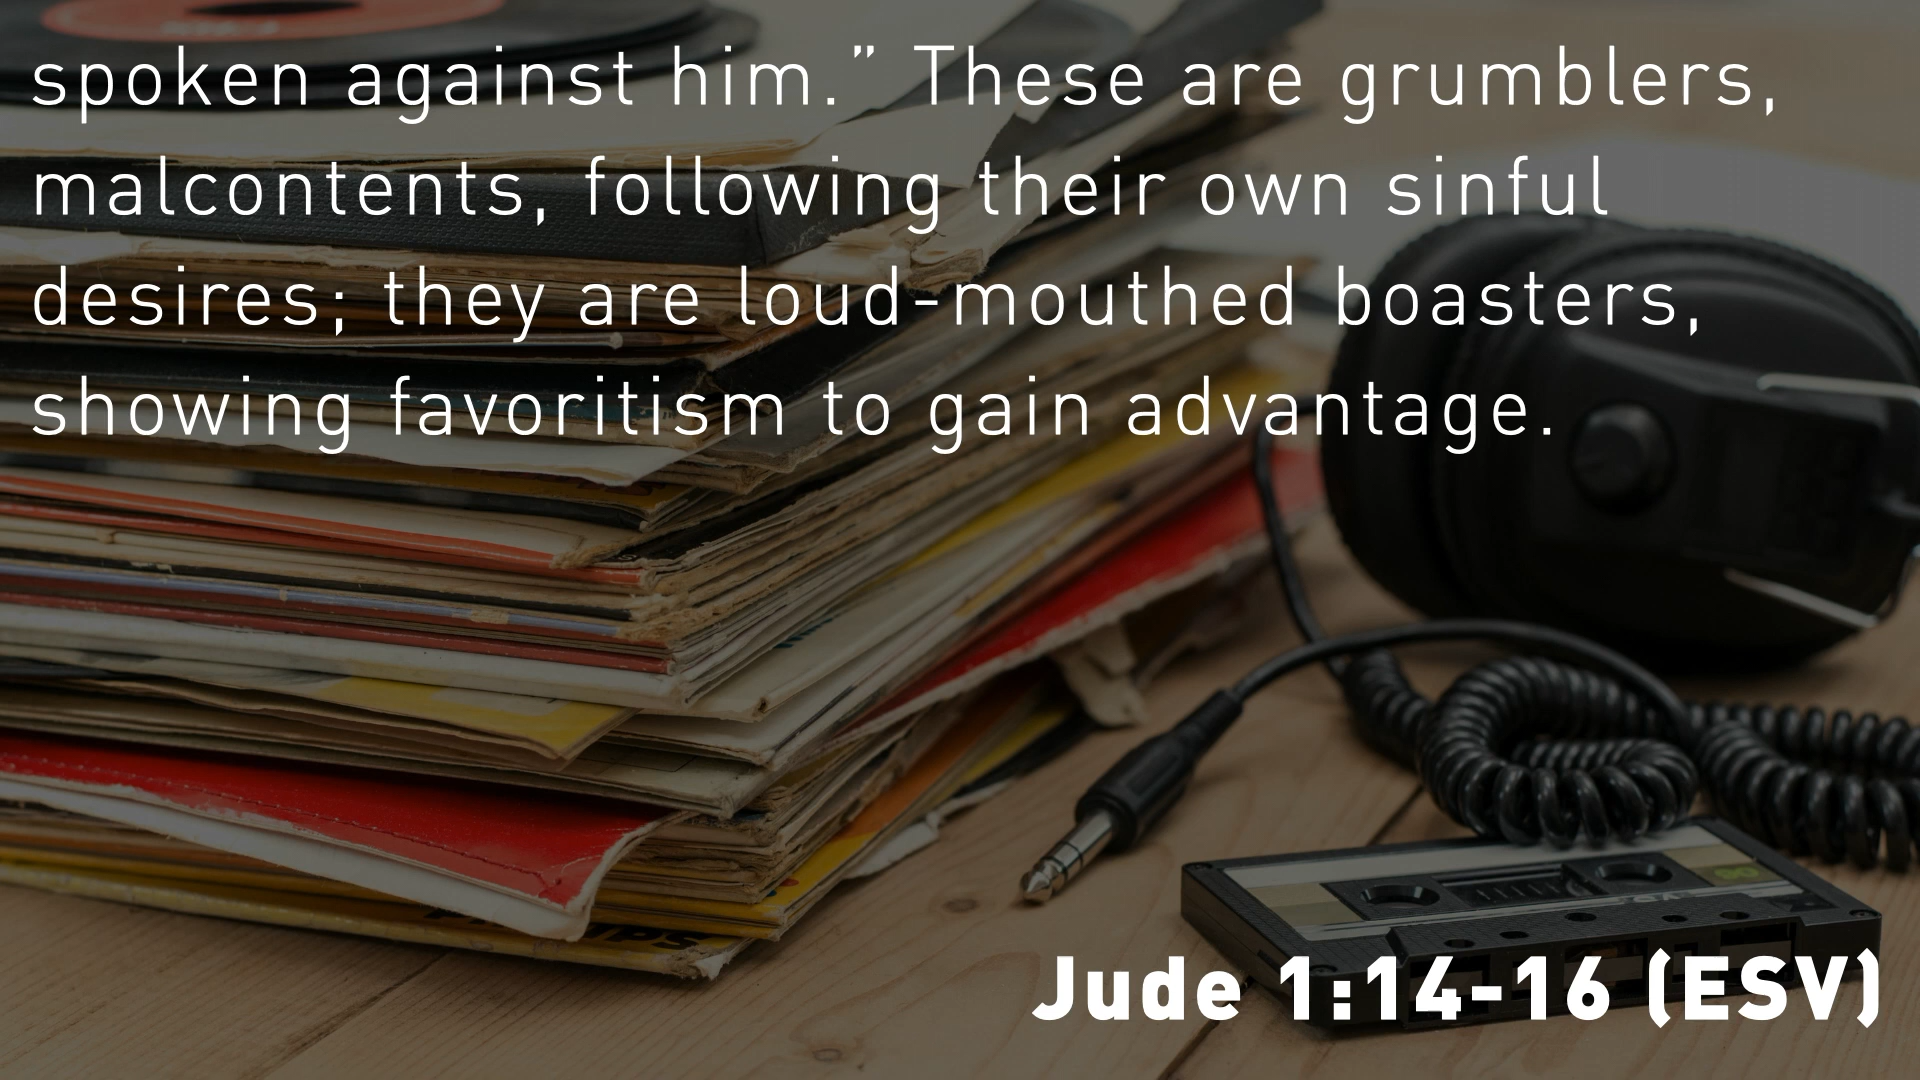 spoken against him.” These are grumblers,
malcontents, following their own sinful
desires; they are loud-mouthed boasters,
showing favoritism to gain advantage.
Jude 1:14-16 (ESV)